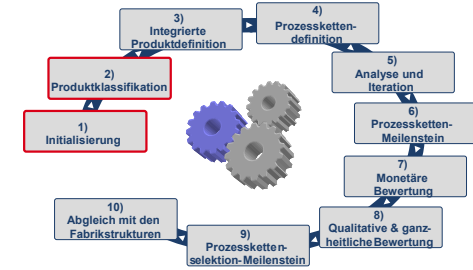 1)
Initialisierung
2)
Produktklassifikation
3)
Integrierte
Produktdefinition
4)
Prozessketten-
definition
5)
Analyse und
Iteration
6)
Prozessketten-
Meilenstein
7)
Monetäre
Bewertung
8)
Qualitative & ganz-
heitliche Bewertung
9)
Prozessketten-
selektion-Meilenstein
10)
Abgleich mit den
Fabrikstrukturen